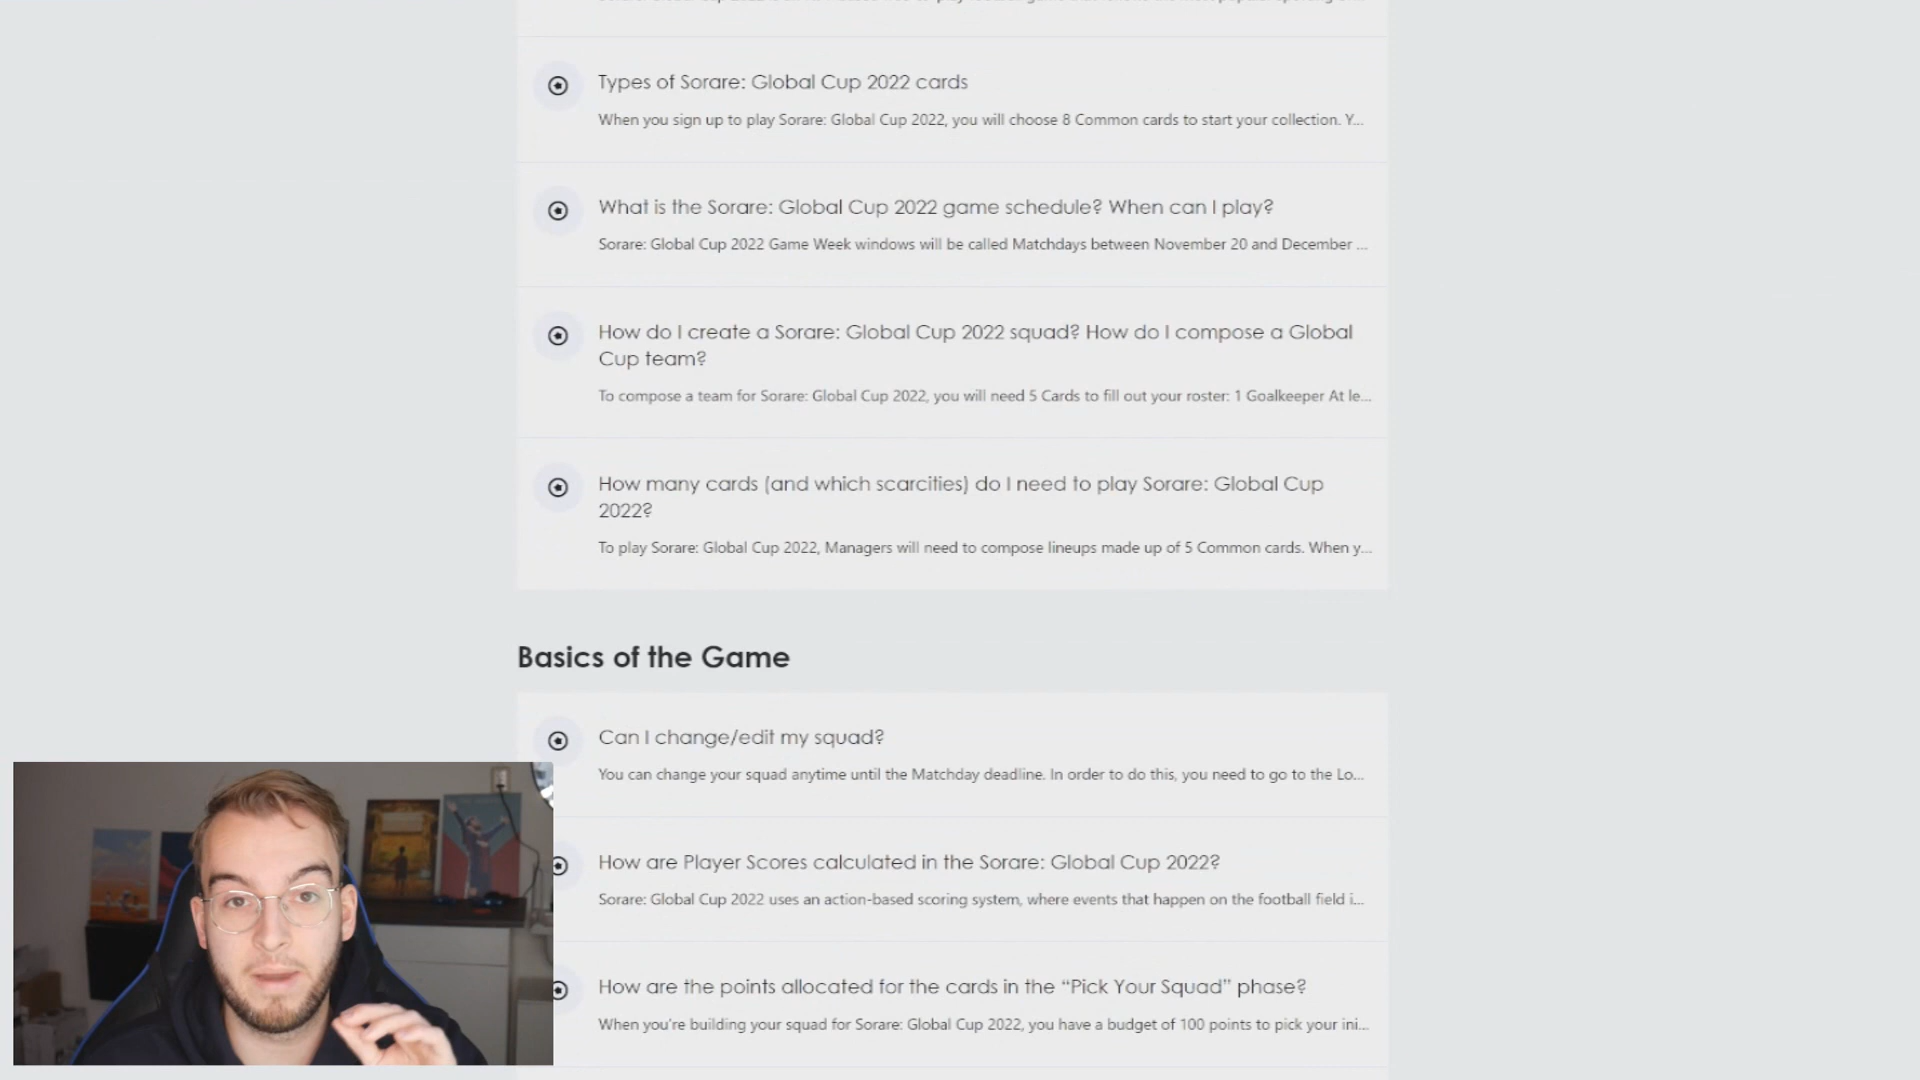 Types of Sorare: Global Cup 2022 cards
When you sign up to play Sorare: Global Cup 2022, you will choose 8 Common cards to start your collection. Y...
What is the Sorare: Global Cup 2022 game schedule? When can I play?
Sorare: Global Cup 2022 Game Week windows will be called Matchdays between November 20 and December ...
How do I create a Sorare: Global Cup 2022 squad? How do I compose a Global
Cup team?
To compose a team for Sorare: Global Cup 2022, you will need 5 Cards to fill out your roster: 1 Goalkeeper At le...
How many cards (and which scarcities) do I need to play Sorare: Global Cup
2022?
To play Sorare: Global Cup 2022, Managers will need to compose lineups made up of 5 Common cards. When y...
Basics of the Game
Can I change/edit my squad?
You can change your squad anytime until the Matchday deadline. In order to do this, you need to go to the Lo...
How are Player Scores calculated in the Sorare: Global Cup 2022?
Sorare: Global Cup 2022 uses an action-based scoring system, where events that happen on the football field i...
How are the points allocated for the cards in the “Pick Your Squad” phase?
When you're building your squad for Sorare: Global Cup 2022, you have a budget of 100 points to pick your ini...